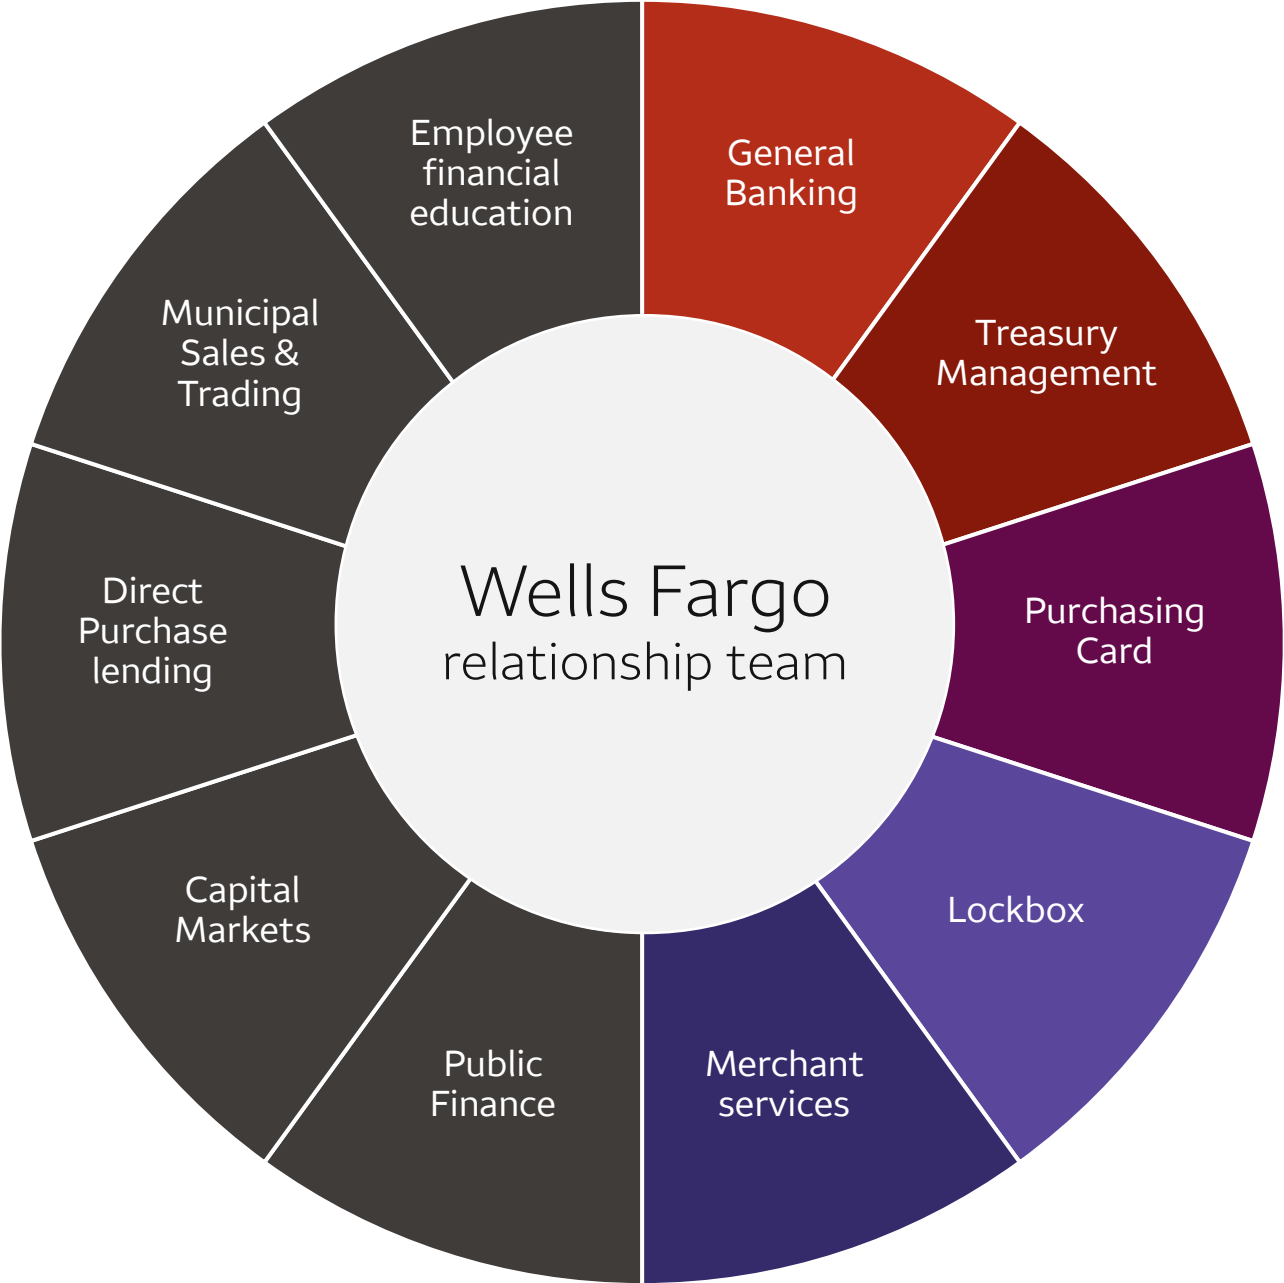 Employee
financial
education
General
Banking
Municipal
Sales &
Trading
Treasury
Management
Direct
Purchase
lending
Wells Fargo
relationship team
Purchasing
Card
Capital
Markets
Lockbox
Public
Finance
Merchant
services